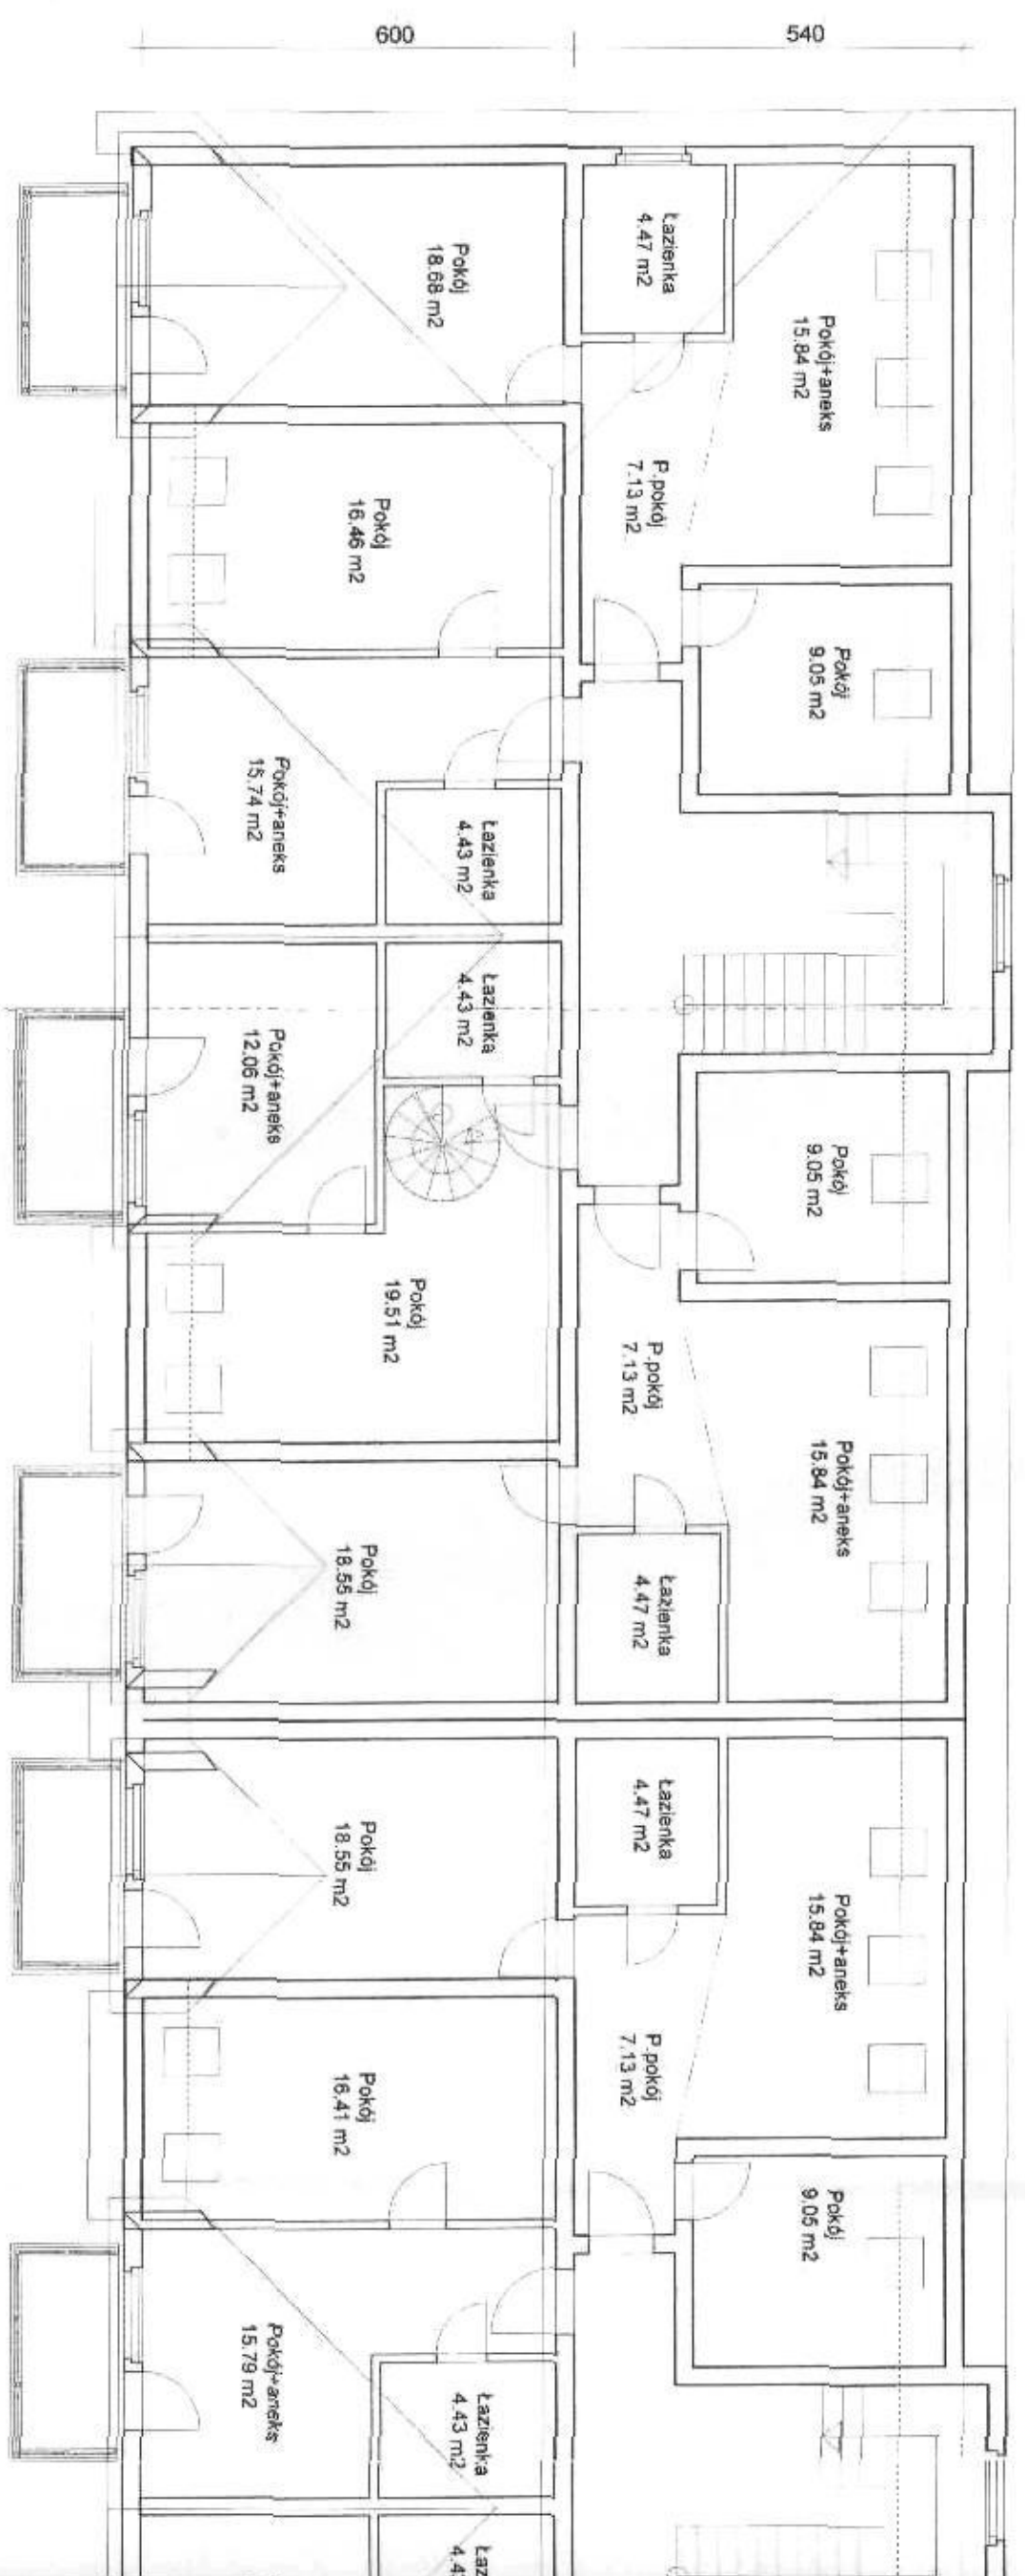 600
540
Łazienka
4.47 m2
Pokój
18.68 m2
Pokój+aneks
15.84 m2
P.pokój
7.13 m2
Pokój
16.46 m2
Pokój
9.05 m2
Pokój+aneks
15.74 m2
Łazienka
4.43 m2
Łazienka
4.43 m2
Pokój+aneks
12.06 m2
Pokój
9.05 m2
Pokój
19.51 m2
P.pokój
7.13 m2
Pokój+aneks
15.84 m2
Pokój
18.55 m2
Łazienka
4.47 m2
Łazienka
4.47 m2
Pokój
18.55 m2
Pokój+aneks
15.84 m2
P.pokój
7.13 m2
Pokój
16.41 m2
Pokój
9.05 m2
Pokój+aneks
15.79 m2
Łazienka
4.43 m2
Łaz